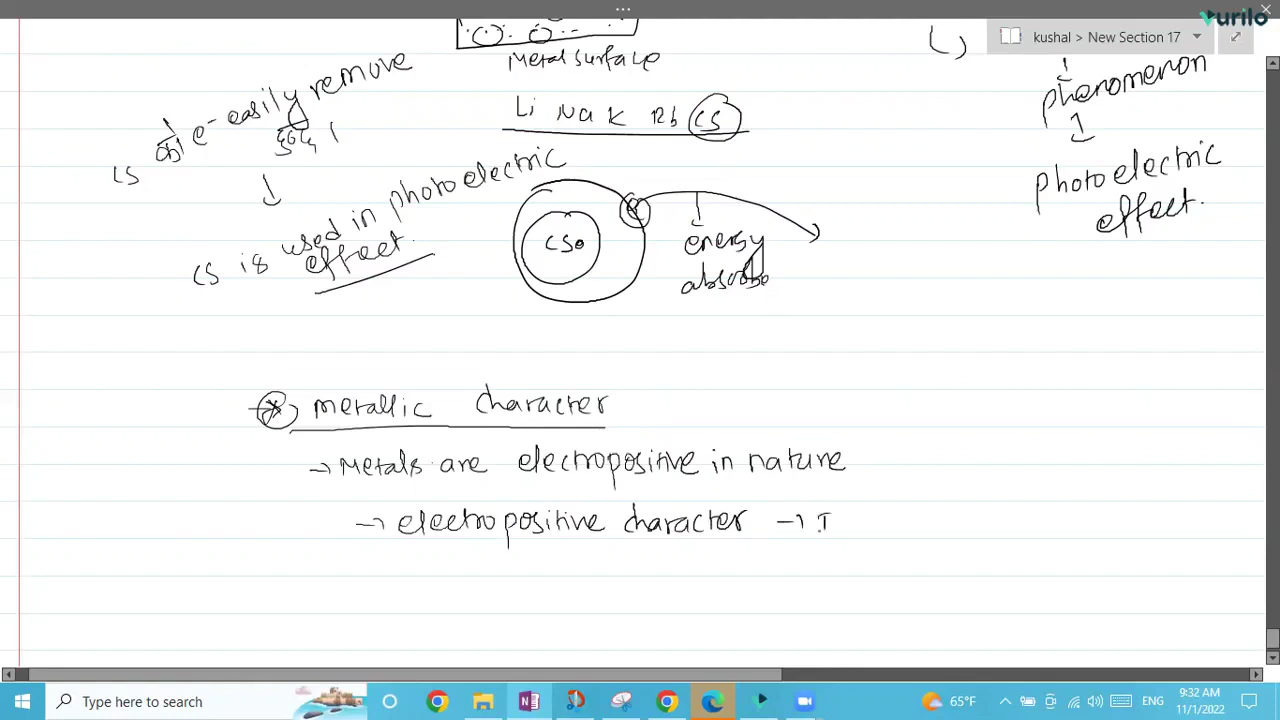 Vurilo
kushal > New Section 17
Metal surface
phenomenon
photoelectric
effect.
Li Na K Rb Cs
Cs e- easily remove
Cs is used in photoelectric
effect.
Cs
energy
absorb
metallic character
→ Metals are electropositive in nature
→ electropositive character → I
Type here to search
65°F
ENG
9:32 AM
11/1/2022